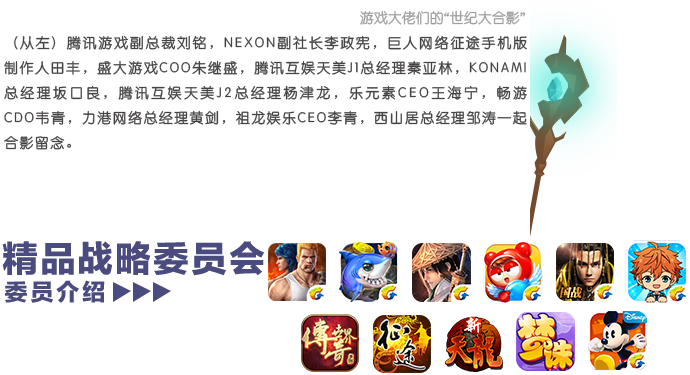 游戏大佬们的“世纪大合影”
（从左）腾讯游戏副总裁刘铭，NEXON副社长李政宪，巨人网络征途手机版
制作人田丰，盛大游戏COO朱继盛，腾讯互娱天美J1总经理秦亚林，KONAMI
总经理坂口良，腾讯互娱天美J2总经理杨津龙，乐元素CEO王海宁，畅游
CDO韦青，力港网络总经理黄剑，祖龙娱乐CEO李青，西山居总经理邹涛一起
合影留念。
精品战略委员会
委员介绍
国战
傳奇世界
征途
新天龍
梦诛
Disney